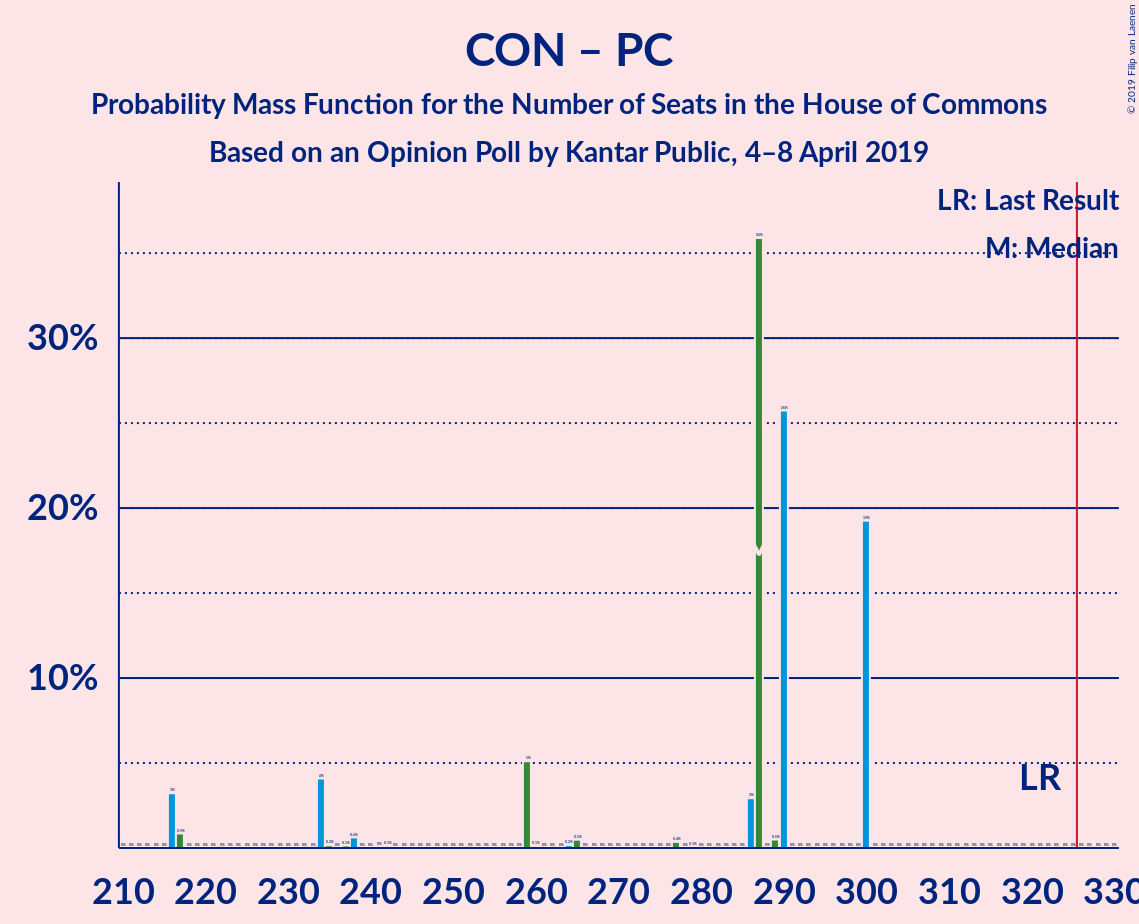 CON – PC
Probability Mass Function for the Number of Seats in the House of Commons
Based on an Opinion Poll by Kantar Public, 4–8 April 2019
© 2019 Filip van Laenen
LR: Last Result
M: Median
30%
20%
10%
LR
210 220 230 240 250 260 270 280 290 300 310 320 330